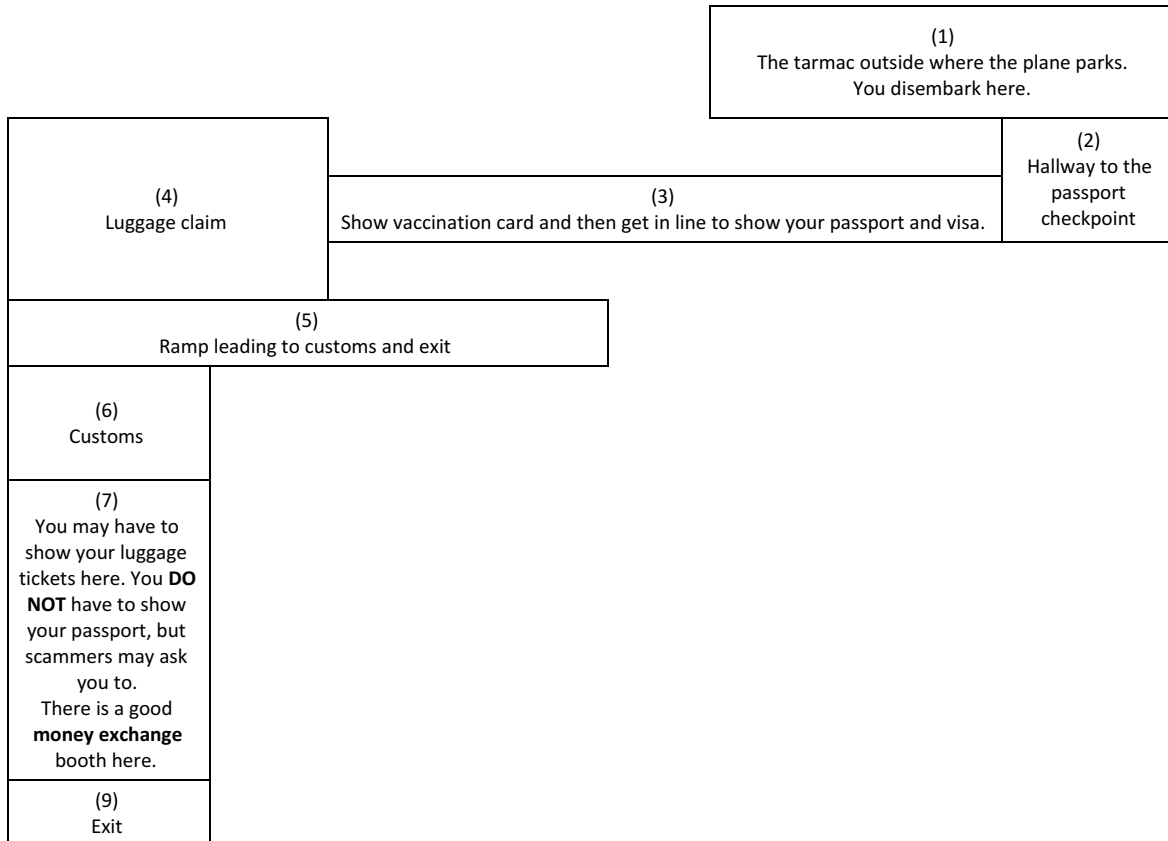 (1)
The tarmac outside where the plane parks.
You disembark here.
(2)
Hallway to the
passport
checkpoint
(3)
Show vaccination card and then get in line to show your passport and visa.
(4)
Luggage claim
(5)
Ramp leading to customs and exit
(6)
Customs
(7)
You may have to
show your luggage
tickets here. You DO
NOT have to show
your passport, but
scammers may ask
you to.
There is a good
money exchange
booth here.
(9)
Exit